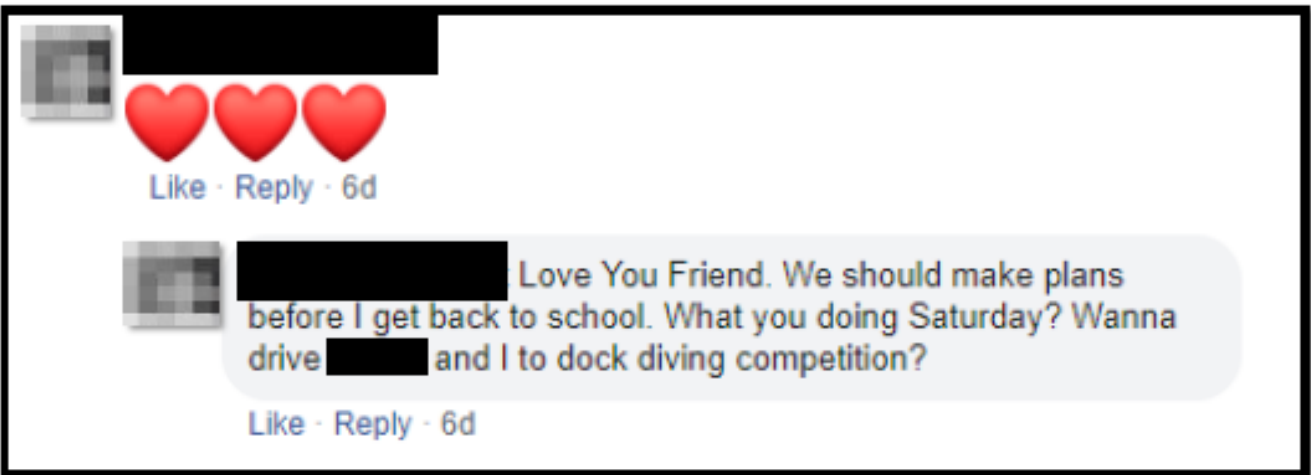 ❤️❤️❤️
Like · Reply · 6d
Love You Friend. We should make plans
before I get back to school. What you doing Saturday? Wanna
drive and I to dock diving competition?
Like · Reply · 6d